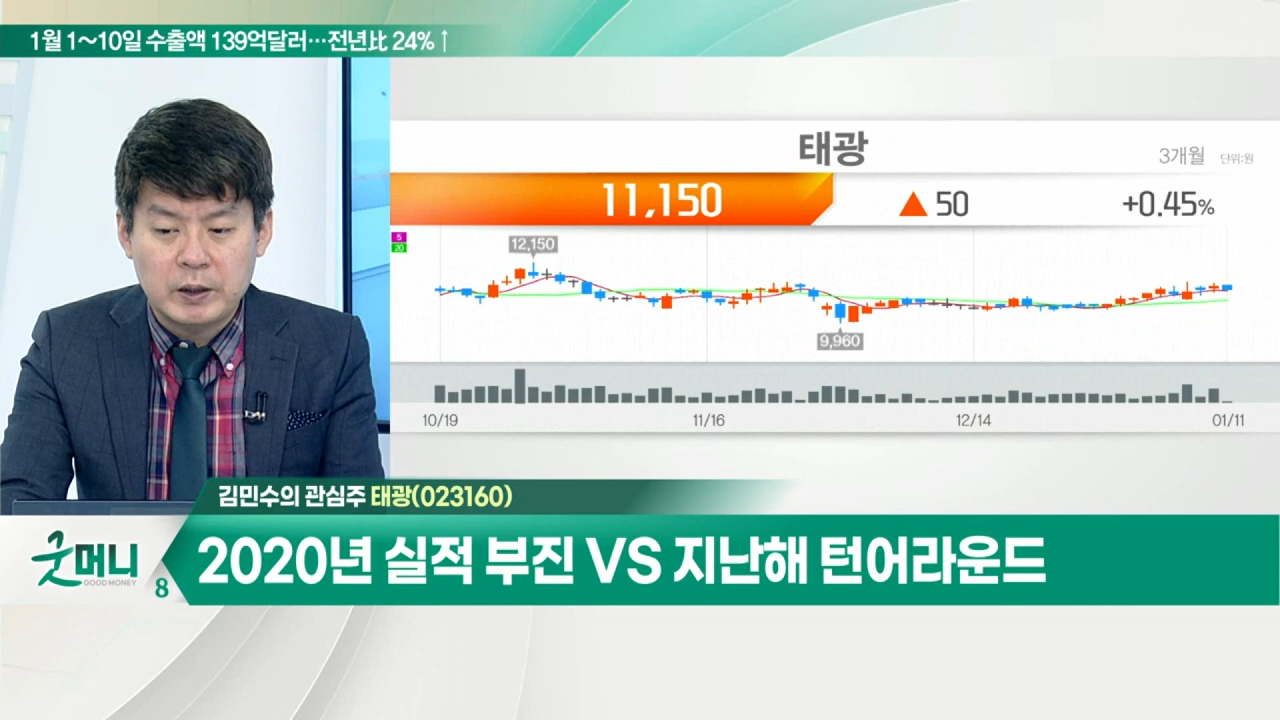 1월 1~10일 수출액 139억달러…전년比 24%↑
태광
3개월 단위:원
11,150 ▲ 50 +0.45%
5
20
12,150
9,960
10/19 11/16 12/14 01/11
김민수의 관심주 태광(023160)
굿머니
GOOD MONEY
8
2020년 실적 부진 VS 지난해 턴어라운드